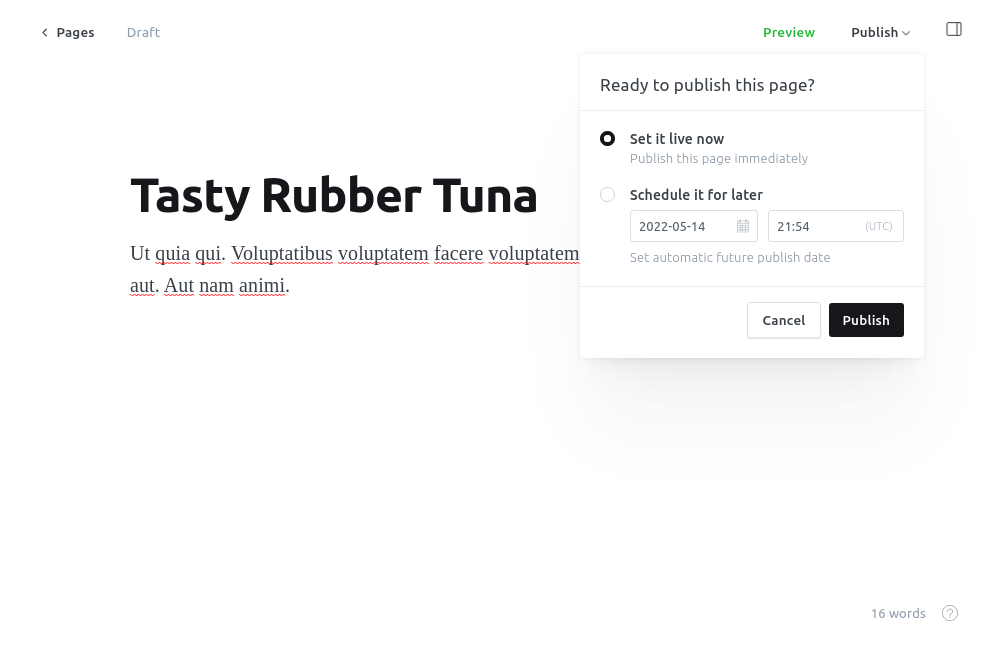 Pages Draft Preview Publish
Ready to publish this page?
Set it live now
Publish this page immediately
Schedule it for later
2022-05-14 21:54 (UTC)
Set automatic future publish date
Cancel Publish
Tasty Rubber Tuna
Ut quia qui. Voluptatibus voluptatem facere voluptatem
aut. Aut nam animi.
16 words ?